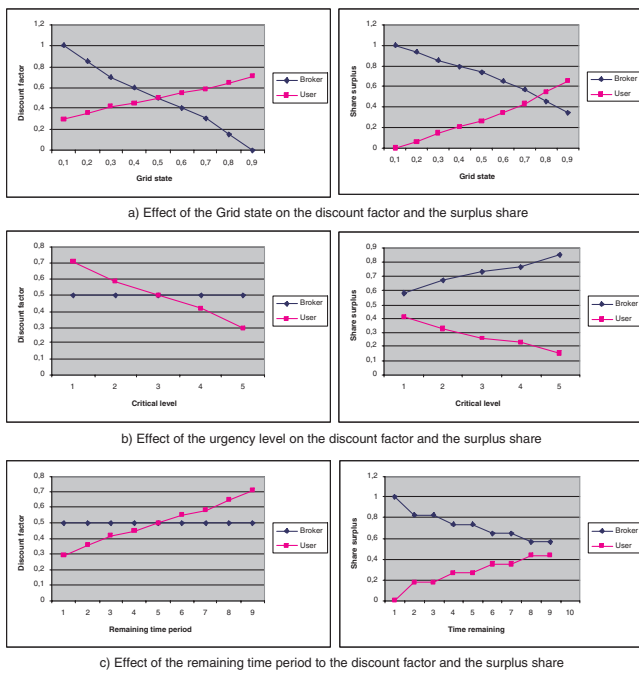 1,2
1
0,8
0,6
0,4
0,2
0
Discount factor
0,1 0,2 0,3 0,4 0,5 0,6 0,7 0,8 0,9
Grid state
Broker
User
1,2
1
0,8
0,6
0,4
0,2
0
Share surplus
0,1 0,2 0,3 0,4 0,5 0,6 0,7 0,8 0,9
Grid state
Broker
User
a) Effect of the Grid state on the discount factor and the surplus share
0,8
0,7
0,6
0,5
0,4
0,3
0,2
0,1
0
Discount factor
1 2 3 4 5
Critical level
Broker
User
0,9
0,8
0,7
0,6
0,5
0,4
0,3
0,2
0,1
0
Share surplus
1 2 3 4 5
Critical level
Broker
User
b) Effect of the urgency level on the discount factor and the surplus share
0,8
0,7
0,6
0,5
0,4
0,3
0,2
0,1
0
Discount factor
1 2 3 4 5 6 7 8 9
Remaining time period
Broker
User
1,2
1
0,8
0,6
0,4
0,2
0
Share surplus
1 2 3 4 5 6 7 8 9 10
Time remaining
Broker
User
c) Effect of the remaining time period to the discount factor and the surplus share